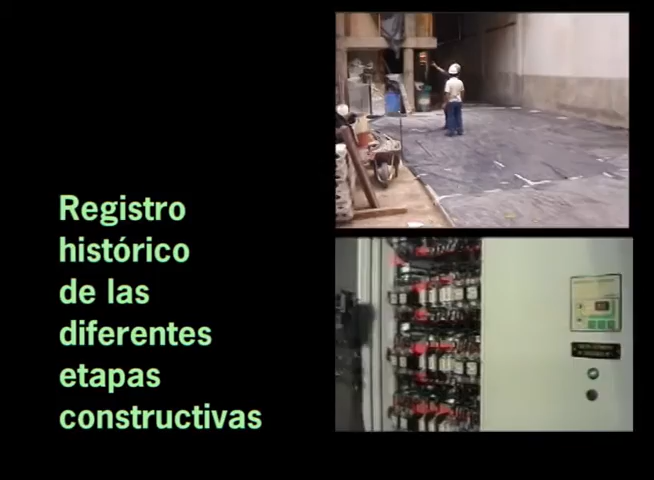 Registro
histórico
de las
diferentes
etapas
constructivas